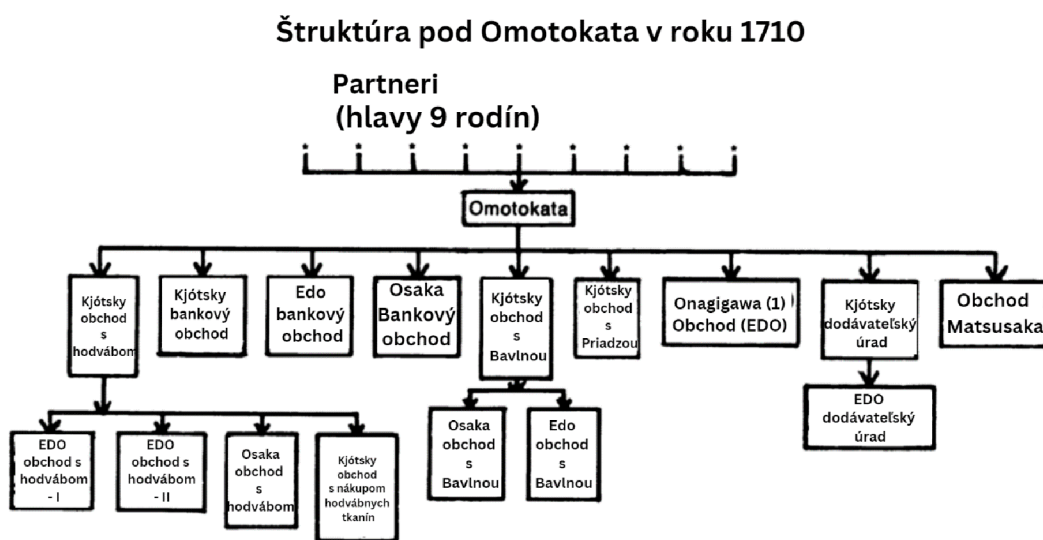 Štruktúra pod Omotokata v roku 1710
Partneri
(hlavy 9 rodín)
Omotokata
Kjótsky
obchod
s
hodvábom
Kjótsky
bankový
obchod
Edo
bankový
obchod
Osaka
Bankový
obchod
Kjótsky
obchod
s
Bavlnou
Kjótsky
obchod
s
Priadzou
Onagigawa (1)
Obchod (EDO)
Kjótsky
dodávateľský
úrad
Obchod
Matsusaka
EDO
obchod s
hodvábom
- I
EDO
obchod s
hodvábom
- II
Osaka
obchod
s
hodvábom
Kjótsky
obchod
s nákupom
hodvábnych
tkanín
Osaka
obchod
s
Bavlnou
Edo
obchod
s
Bavlnou
EDO
dodávateľský
úrad